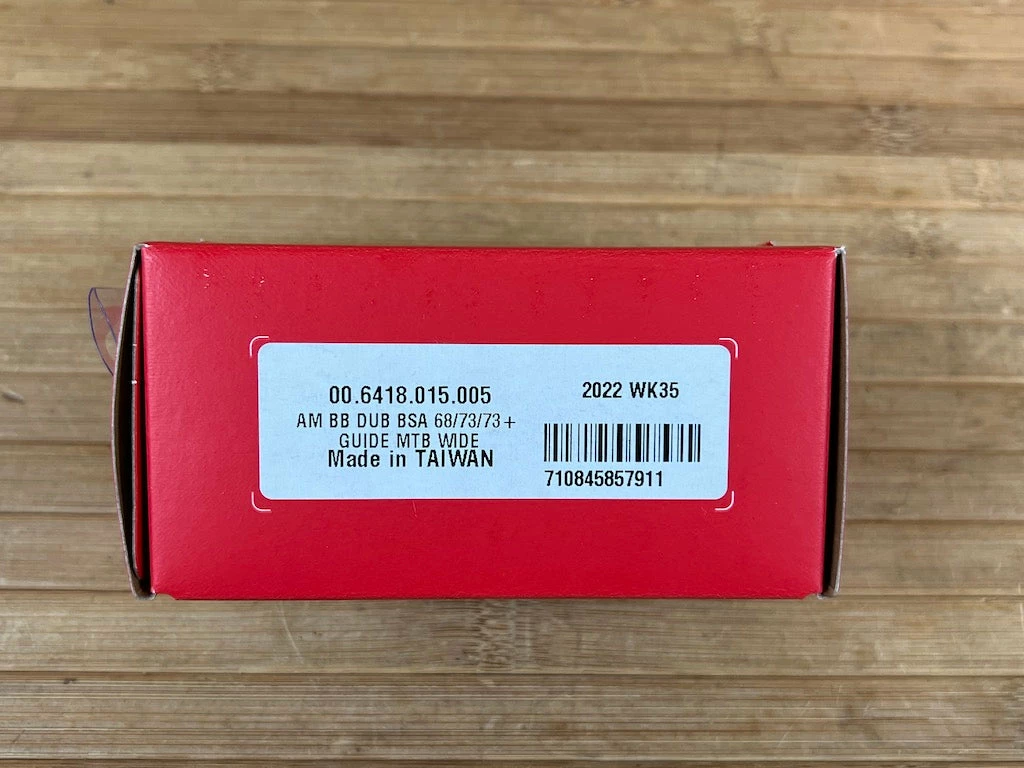 00.6418.015.005
AM BB DUB BSA 68/73/73+
GUIDE MTB WIDE
Made in TAIWAN
2022 WK35
710845857911